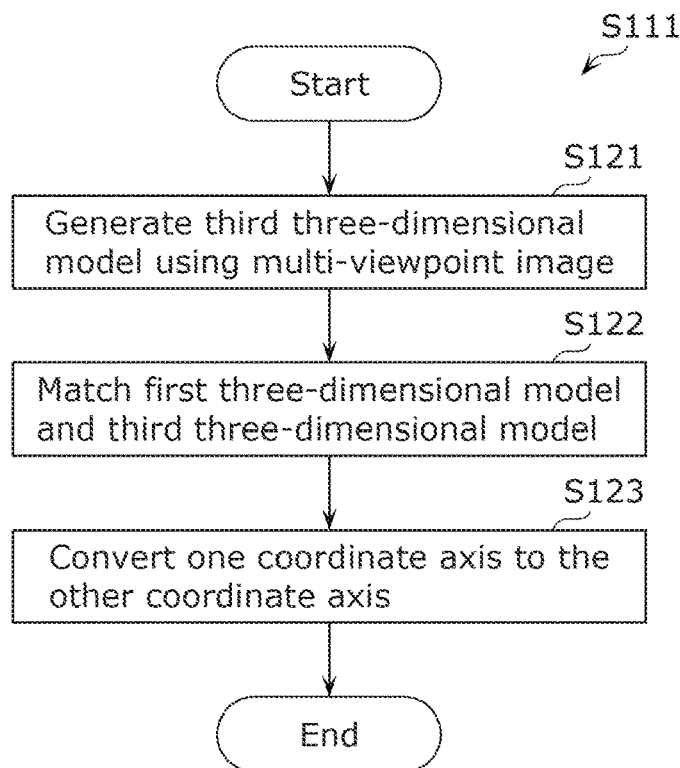 S111
Start
S121
Generate third three-dimensional
model using multi-viewpoint image
S122
Match first three-dimensional model
and third three-dimensional model
S123
Convert one coordinate axis to the
other coordinate axis
End